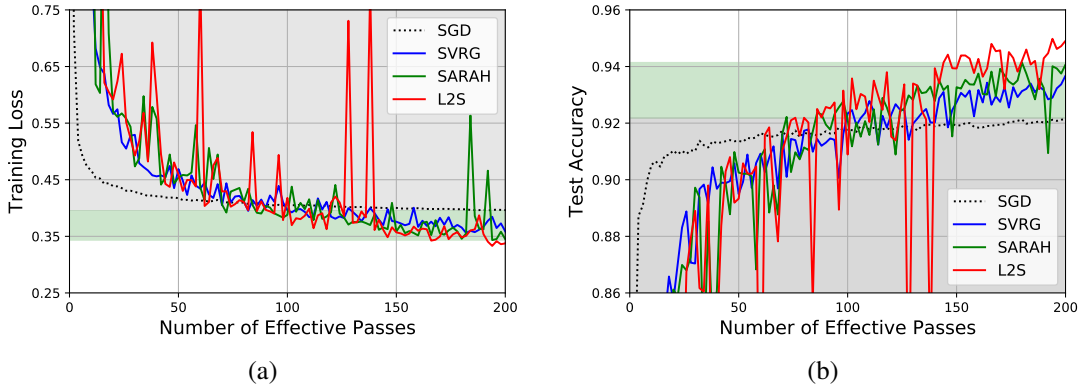 0.75
0.65
0.55
0.45
0.35
0.25
0
50
100
150
200
Training Loss
Number of Effective Passes
SGD
SVRG
SARAH
L2S
(a)
0.96
0.94
0.92
0.90
0.88
0.86
0
50
100
150
200
Test Accuracy
Number of Effective Passes
SGD
SVRG
SARAH
L2S
(b)